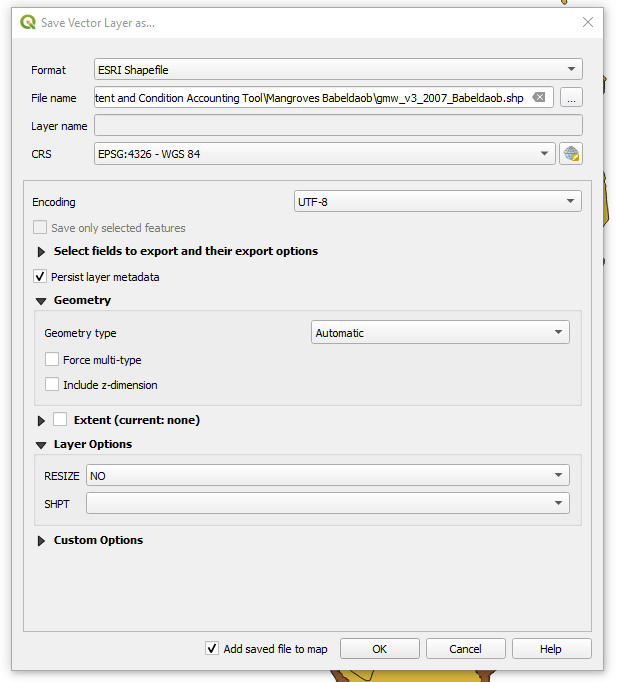 Save Vector Layer as...
Format ESRI Shapefile
File name tent and Condition Accounting Tool\Mangroves Babeldaob\gmw_v3_2007_Babeldaob.shp ...
Layer name
CRS EPSG:4326 - WGS 84
Encoding UTF-8
Save only selected features
Select fields to export and their export options
Persist layer metadata
Geometry
Geometry type Automatic
Force multi-type
Include z-dimension
Extent (current: none)
Layer Options
RESIZE NO
SHPT
Custom Options
Add saved file to map OK Cancel Help